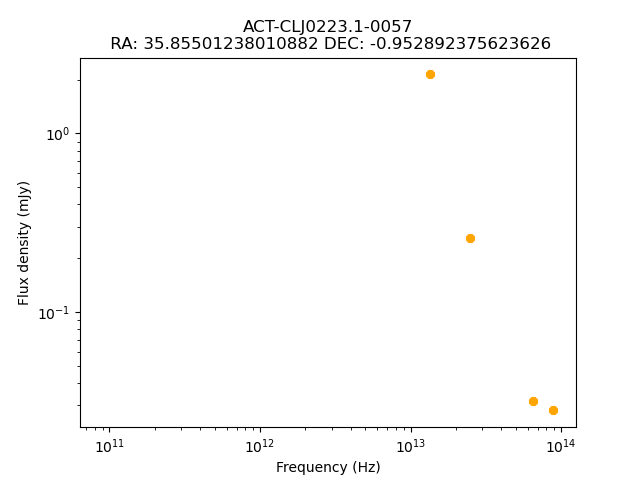 ACT-CLJ0223.1-0057
RA: 35.85501238010882 DEC: -0.952892375623626
Flux density (mJy)
10⁰
10⁻¹
10¹¹ 10¹² 10¹³ 10¹⁴
Frequency (Hz)